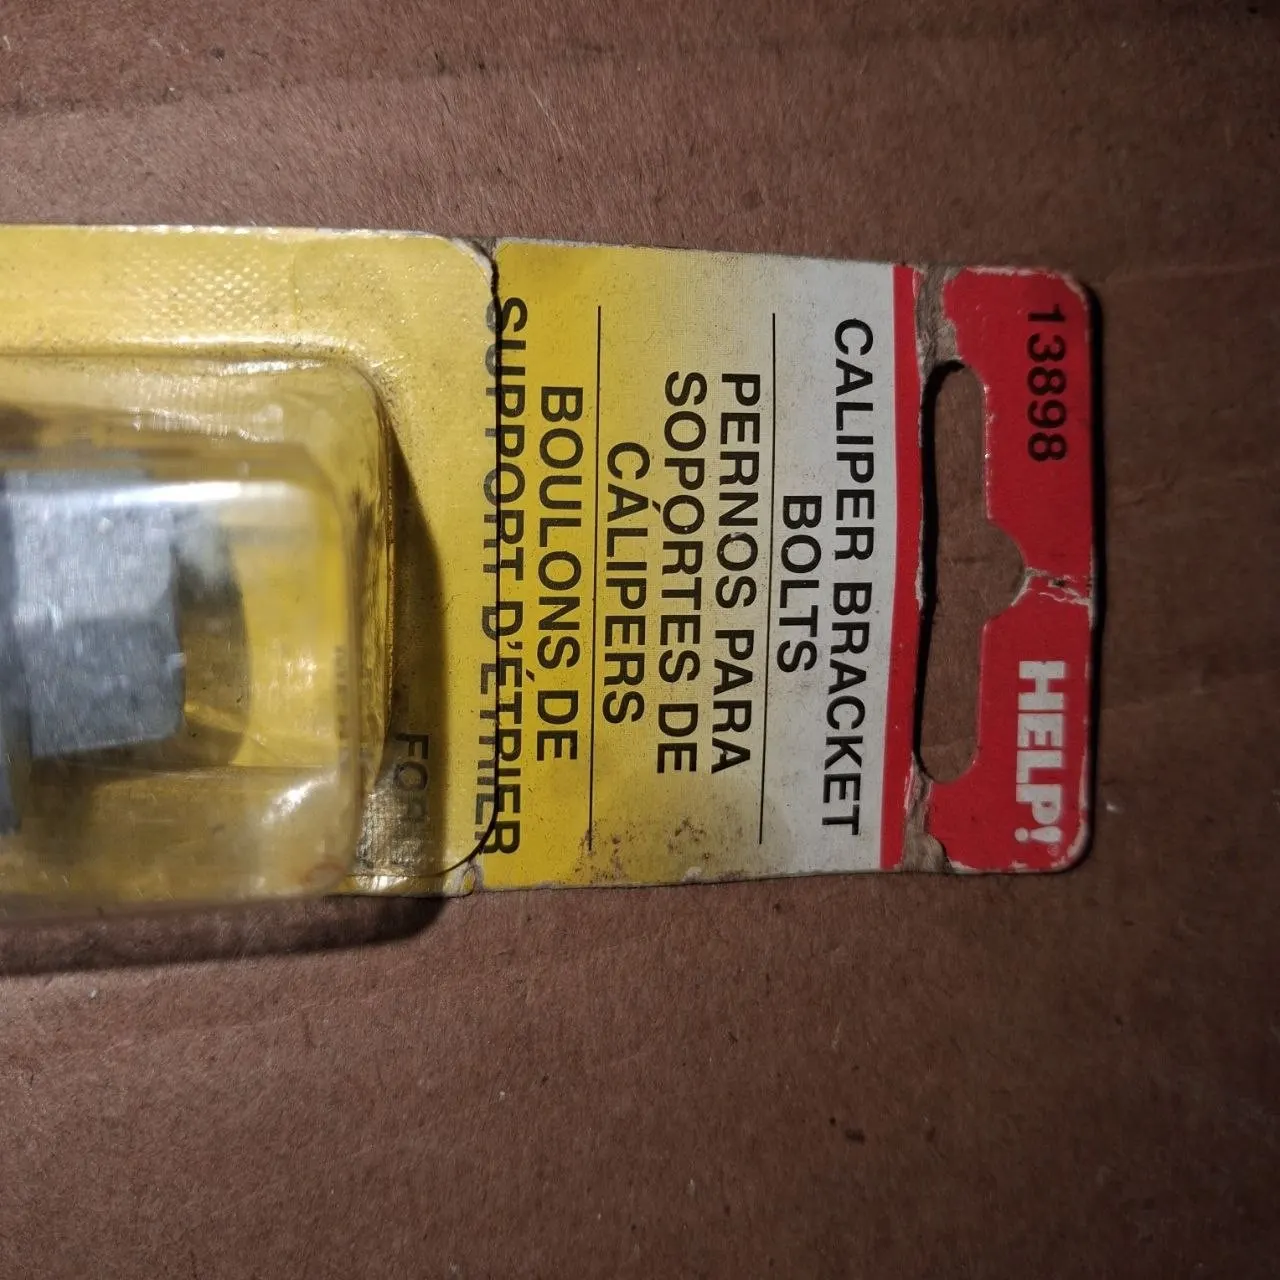 13898 HELP!
CALIPER BRACKET
BOLTS
PERNOS PARA
SOPORTES DE
CÁLIPERS
BOULONS DE
SUPPORT D'ÉTRIER